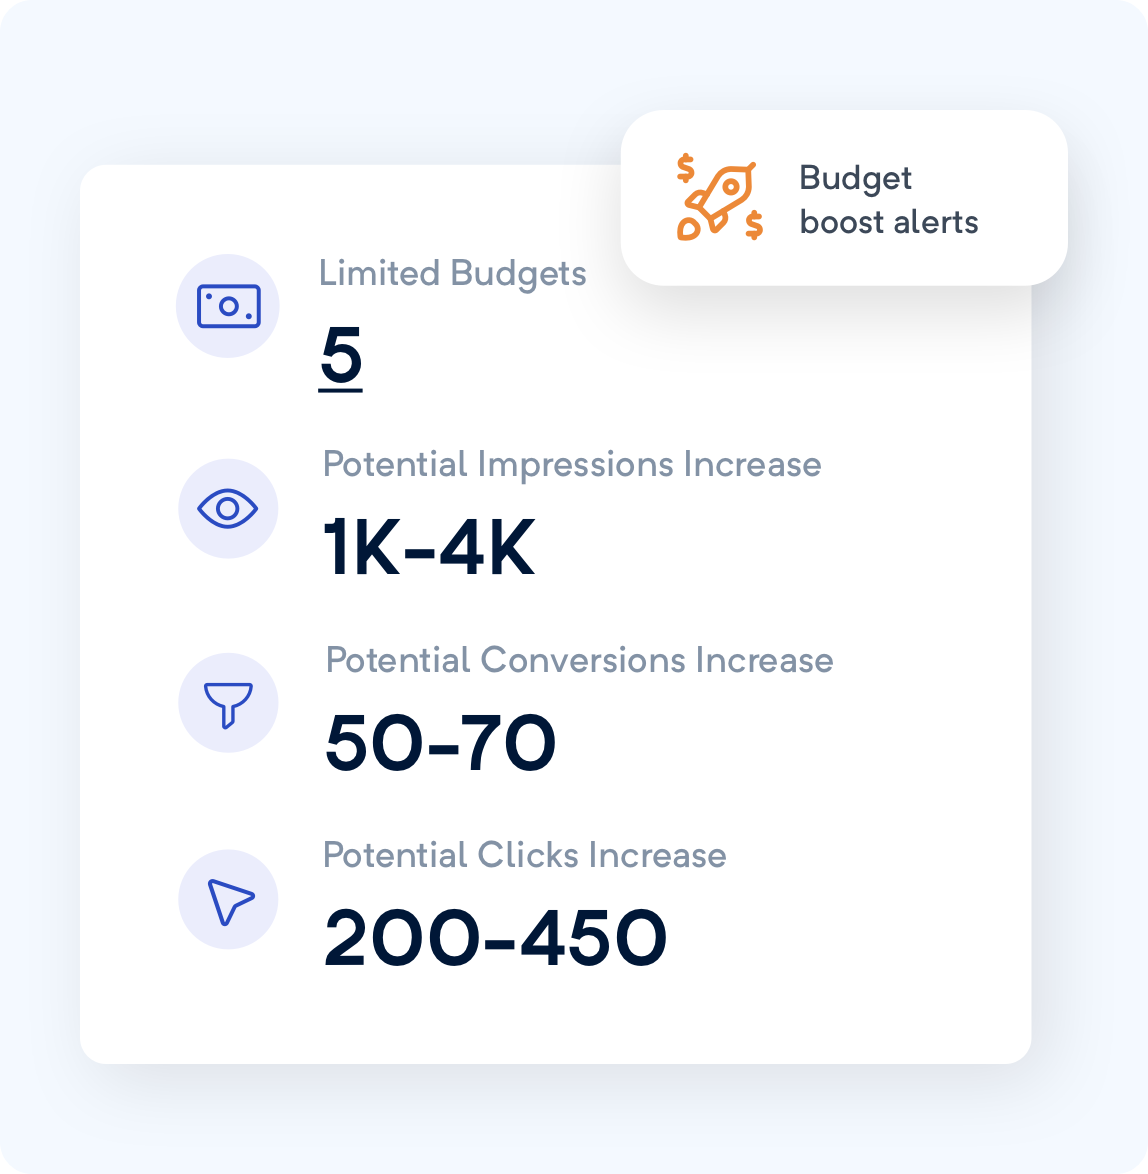 Budget
boost alerts
Limited Budgets
5
Potential Impressions Increase
1K-4K
Potential Conversions Increase
50-70
Potential Clicks Increase
200-450